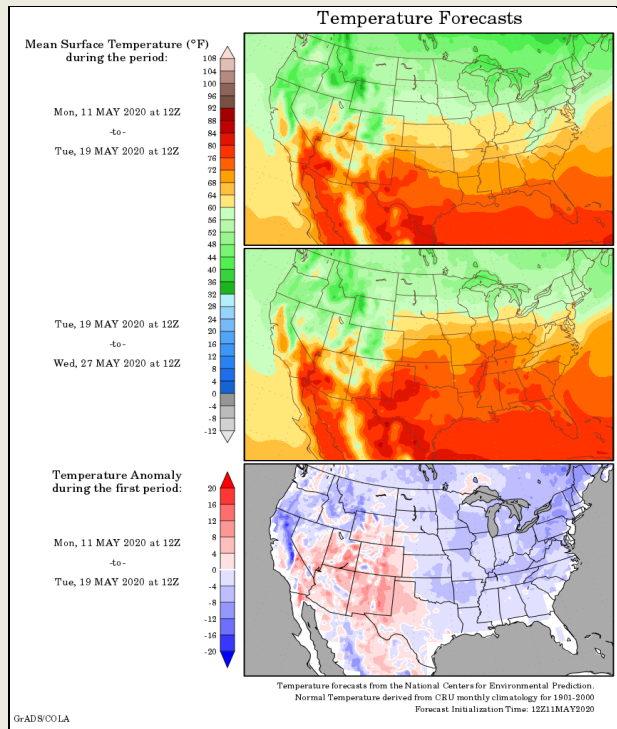 Temperature Forecasts
Mean Surface Temperature (°F)
during the period:
Mon, 11 MAY 2020 at 12Z
-to-
Tue, 19 MAY 2020 at 12Z
108
104
100
96
92
88
84
80
76
72
68
64
60
56
52
48
44
40
36
32
28
24
20
16
12
8
4
0
-4
-8
-12
Tue, 19 MAY 2020 at 12Z
-to-
Wed, 27 MAY 2020 at 12Z
Temperature Anomaly
during the first period:
Mon, 11 MAY 2020 at 12Z
-to-
Tue, 19 MAY 2020 at 12Z
20
16
12
8
4
0
-4
-8
-12
-16
-20
Temperature forecasts from the National Centers for Environmental Prediction.
Normal Temperature derived from CRU monthly climatology for 1901-2000
Forecast Initialization Time: 12Z11MAY2020
GrADS/COLA